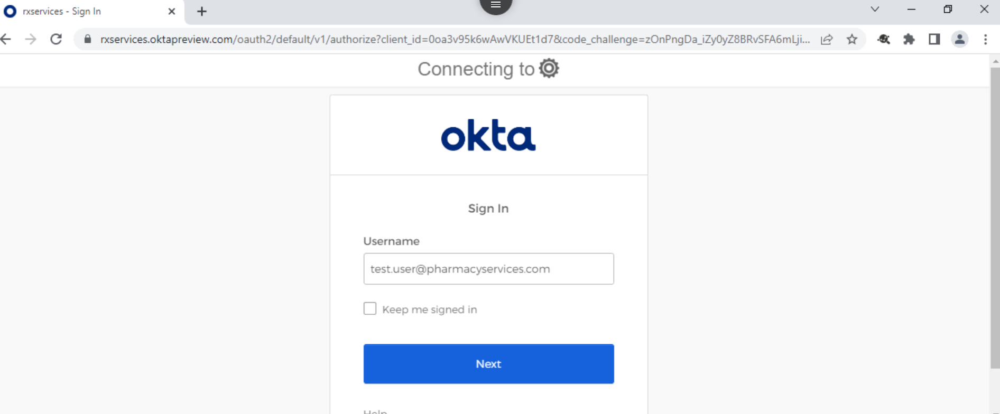 rxservices - Sign In
rxservices.oktapreview.com/oauth2/default/v1/authorize?client_id=0oa3v95k6wAwVKUEt1d7&code_challenge=zOnPngDa_iZy0yZ8BRvSFA6mLji...
Connecting to
okta
Sign In
Username
test.user@pharmacyservices.com
Keep me signed in
Next
Help